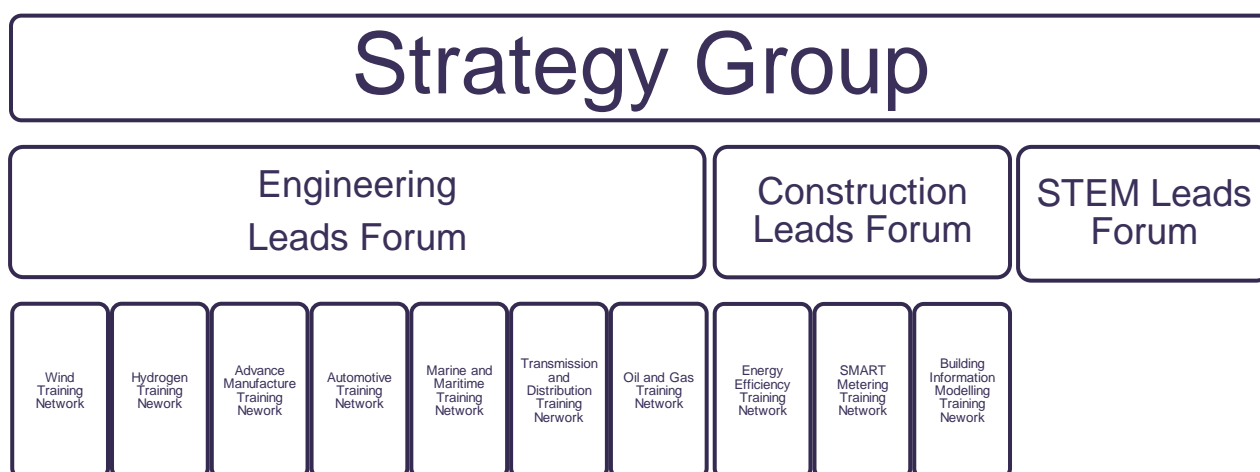 Strategy Group
Engineering
Leads Forum
Construction
Leads Forum
STEM Leads
Forum
Wind
Training
Network
Hydrogen
Training
Nework
Advance
Manufacture
Training
Nework
Automotive
Training
Network
Marine and
Maritime
Training
Network
Transmission
and
Distribution
Training
Nerwork
Oil and Gas
Training
Network
Energy
Efficiency
Training
Network
SMART
Metering
Training
Network
Building
Information
Modelling
Training
Nework